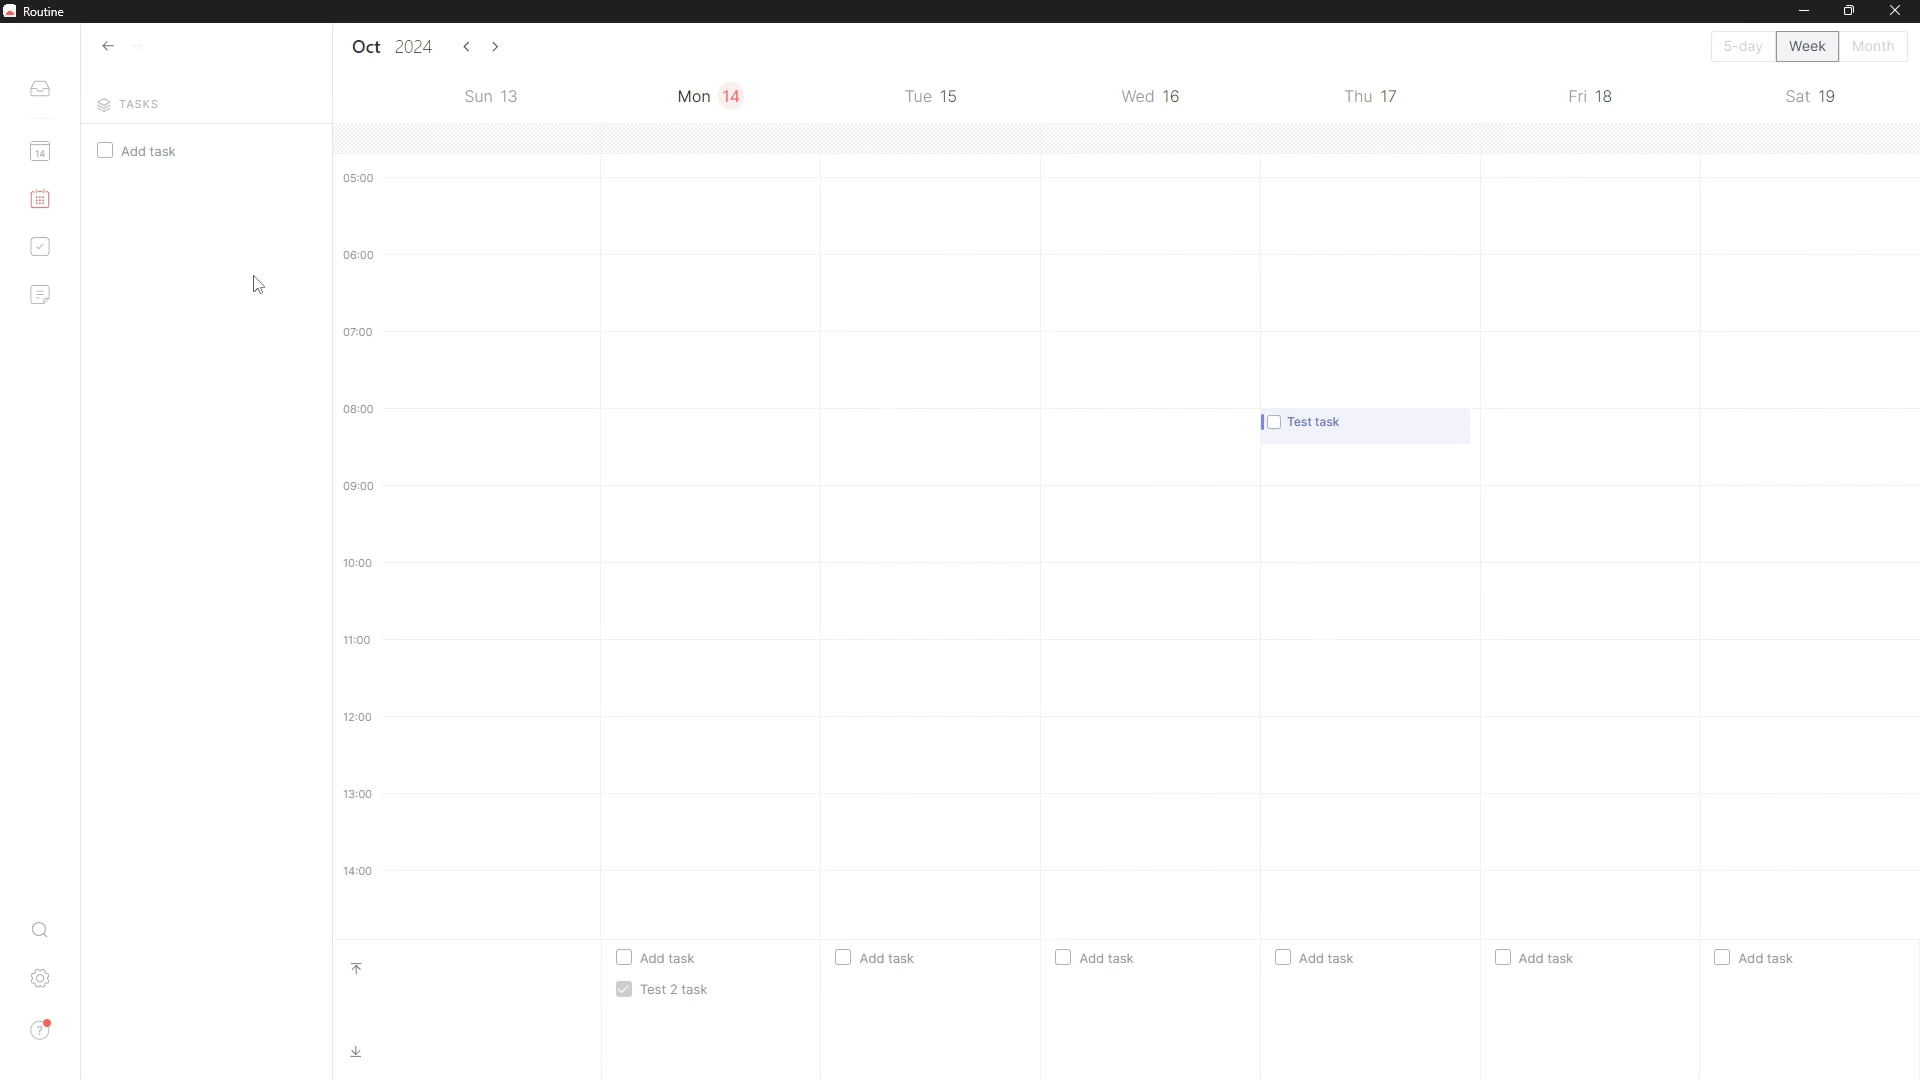 Routine
Oct 2024
5-day Week Month
TASKS
Sun 13 Mon 14 Tue 15 Wed 16 Thu 17 Fri 18 Sat 19
14
Add task
05:00
06:00
07:00
08:00
Test task
09:00
10:00
11:00
12:00
13:00
14:00
Add task Add task Add task Add task Add task Add task
Test 2 task
?